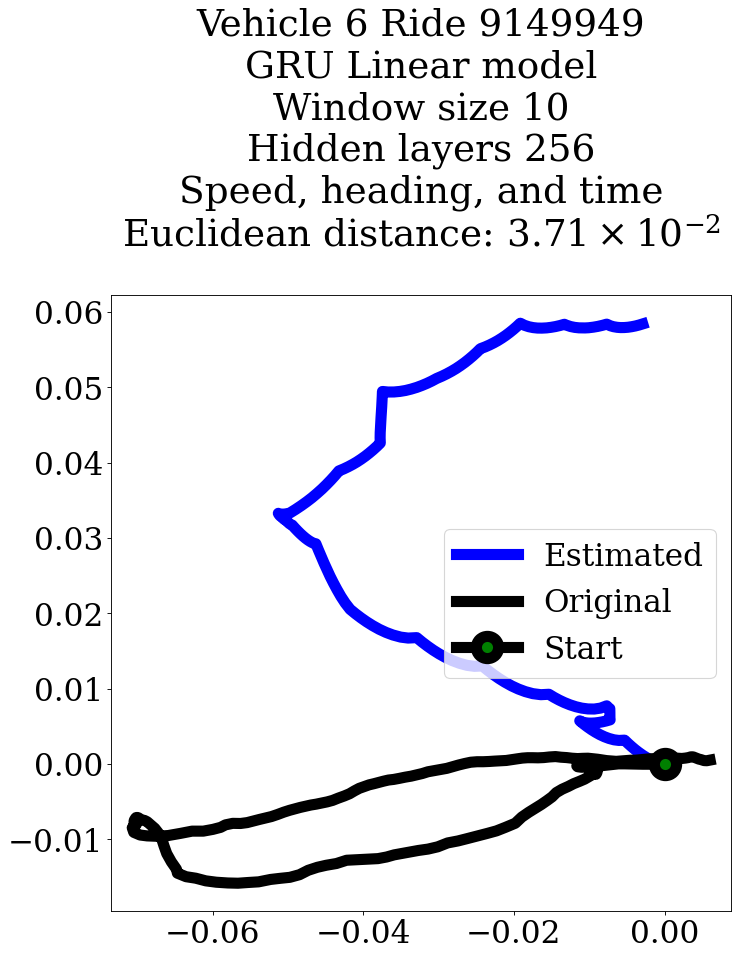 Vehicle 6 Ride 9149949
GRU Linear model
Window size 10
Hidden layers 256
Speed, heading, and time
Euclidean distance: 3.71 × 10⁻²
0.06
0.05
0.04
0.03
0.02
0.01
0.00
−0.01
Estimated
Original
Start
−0.06 −0.04 −0.02 0.00